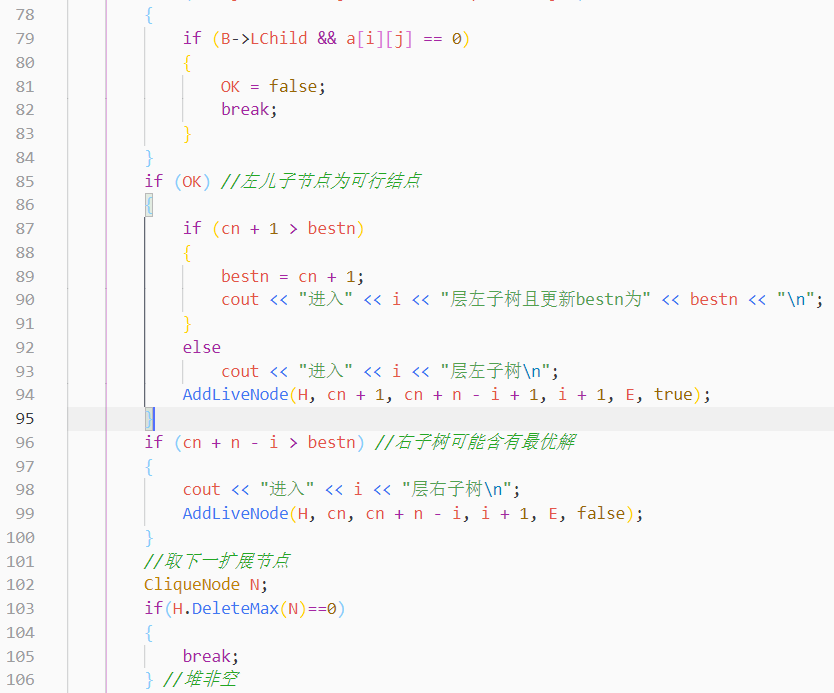 78 {
79 if (B->LChild && a[i][j] == 0)
80 {
81 OK = false;
82 break;
83 }
84 }
85 if (OK) //左儿子节点为可行结点
86 {
87 if (cn + 1 > bestn)
88 {
89 bestn = cn + 1;
90 cout << "进入" << i << "层左子树且更新bestn为" << bestn << "\n";
91 }
92 else
93 cout << "进入" << i << "层左子树\n";
94 AddLiveNode(H, cn + 1, cn + n - i + 1, i + 1, E, true);
95 }
96 if (cn + n - i > bestn) //右子树可能含有最优解
97 {
98 cout << "进入" << i << "层右子树\n";
99 AddLiveNode(H, cn, cn + n - i, i + 1, E, false);
100 }
101 //取下一扩展节点
102 CliqueNode N;
103 if(H.DeleteMax(N)==0)
104 {
105 break;
106 } //堆非空